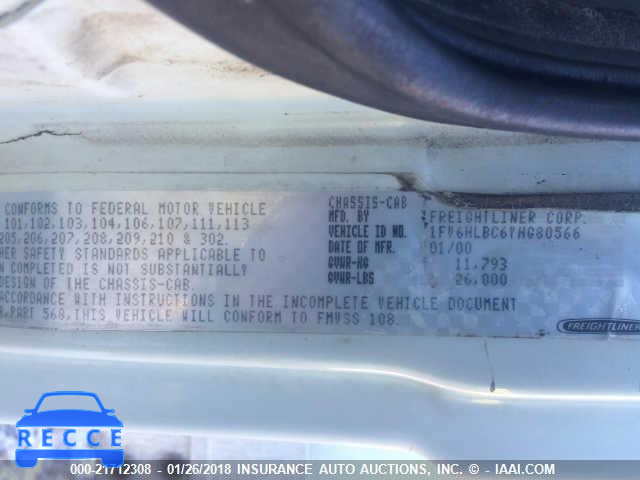 CONFORMS TO FEDERAL MOTOR VEHICLE
101,102,103,104,106,107,111,113
205,206,207,208,209,210 & 302.
HER SAFETY STANDARDS APPLICABLE TO
N COMPLETED IS NOT SUBSTANTIALLY
DESIGN OF THE CHASSIS-CAB.
ACCORDANCE WITH INSTRUCTIONS IN THE INCOMPLETE VEHICLE DOCUMENT
PART 568, THIS VEHICLE WILL CONFORM TO FMVSS 108.
CHASSIS-CAB
MFD. BY FREIGHTLINER CORP.
VEHICLE ID NO. 1FV6HLBC6YHG80566
DATE OF MFR. 01/00
GVWR-KG 11,793
GVWR-LBS 26,000
FREIGHTLINER
RECCE
000-21712308 - 01/26/2018 INSURANCE AUTO AUCTIONS, INC. © - IAAI.COM